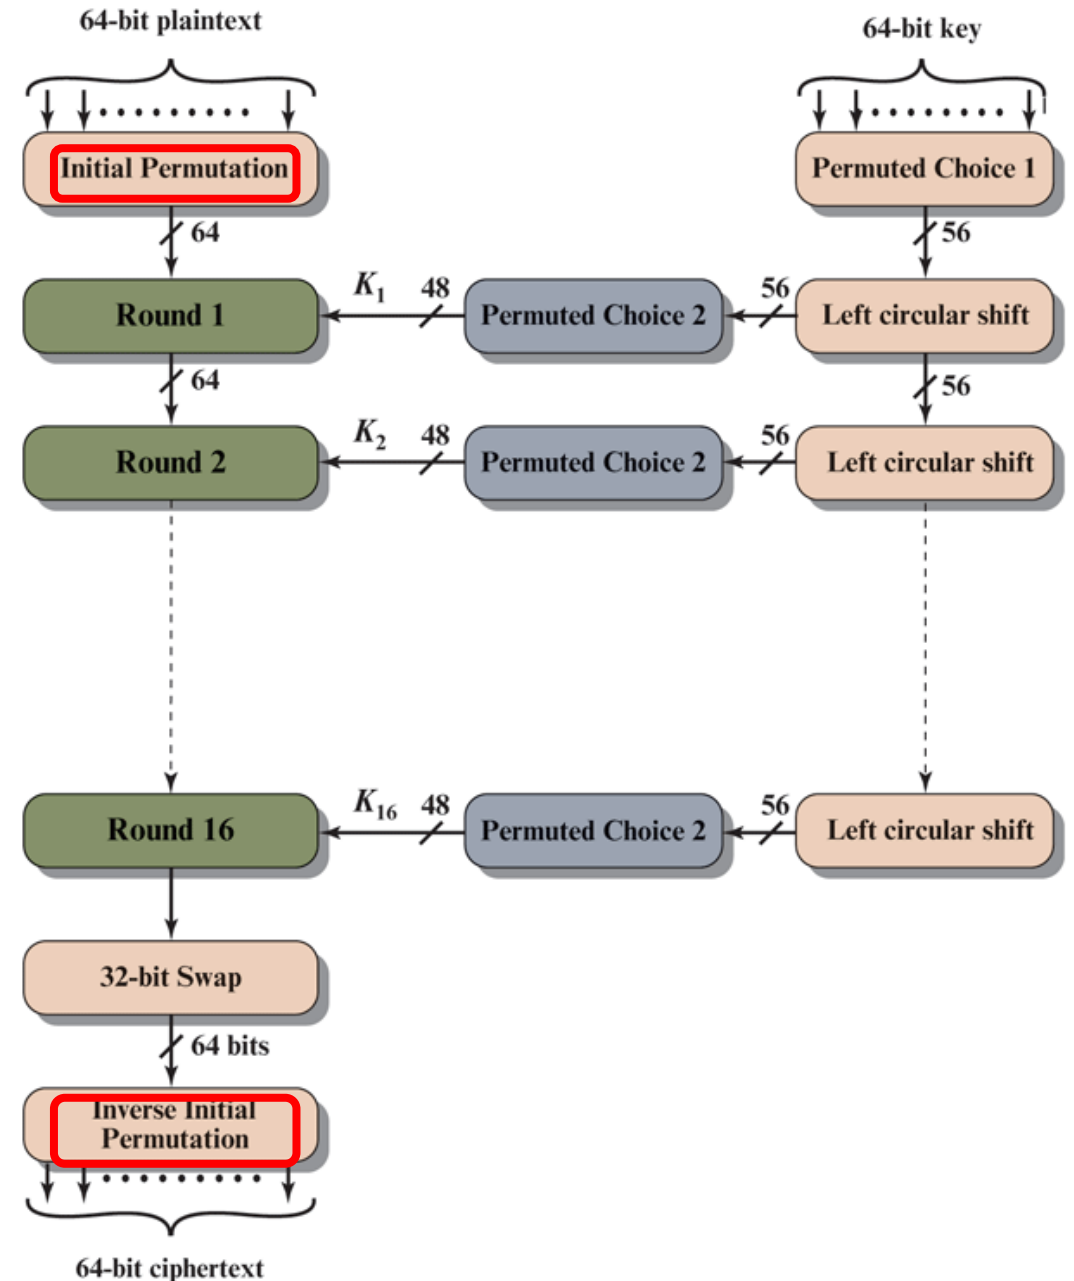 64-bit plaintext
64-bit key
Initial Permutation
Permuted Choice 1
64
56
K1
48
56
Round 1
Permuted Choice 2
Left circular shift
64
56
K2
48
56
Round 2
Permuted Choice 2
Left circular shift
K16
48
56
Round 16
Permuted Choice 2
Left circular shift
32-bit Swap
64 bits
Inverse Initial
Permutation
64-bit ciphertext